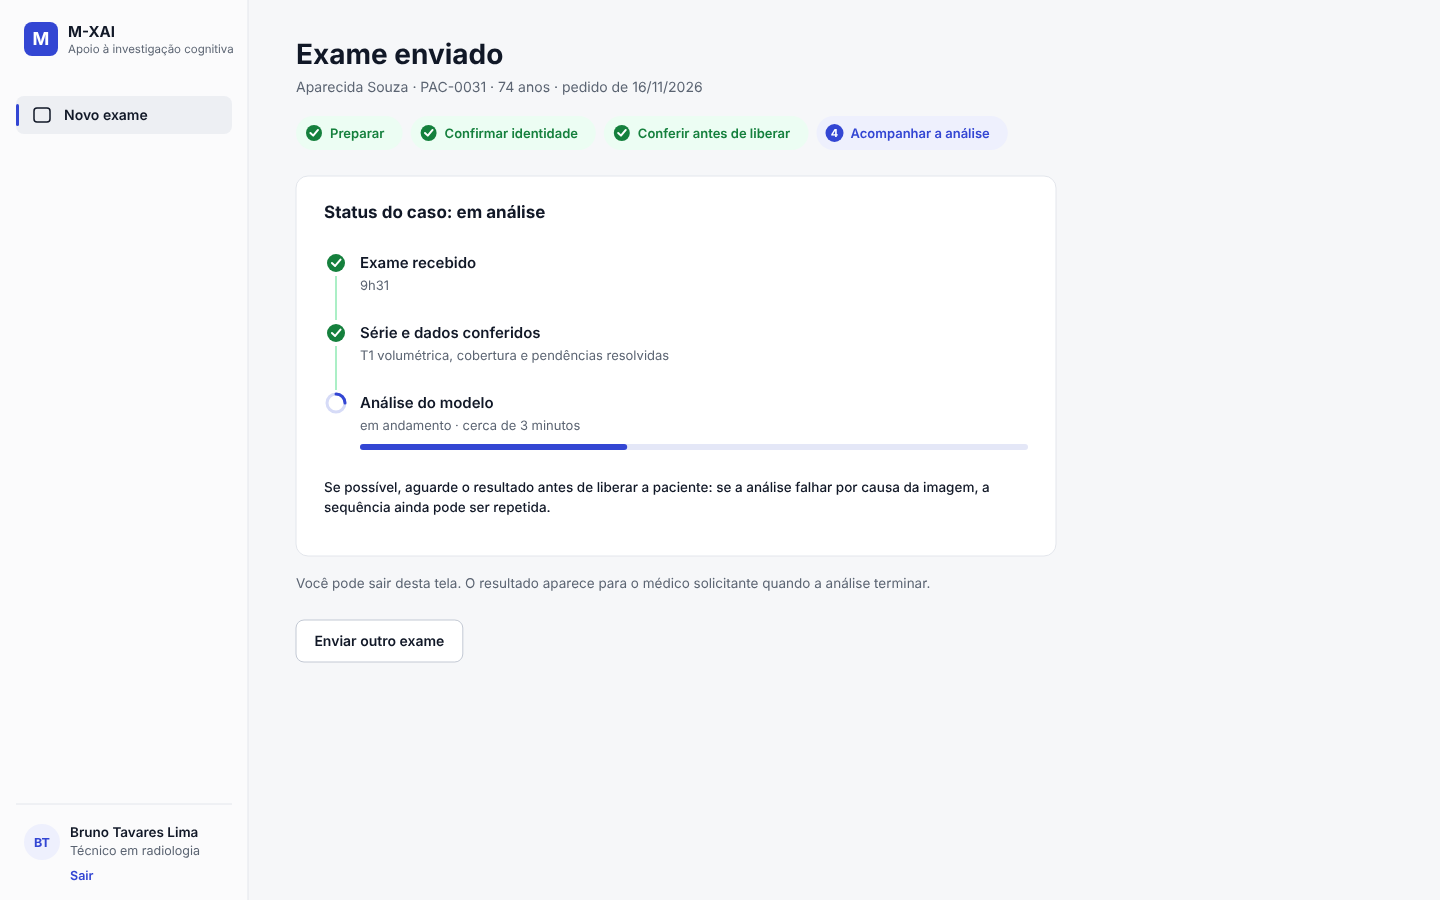 M
M-XAI
Apoio à investigação cognitiva
Novo exame
Exame enviado
Aparecida Souza · PAC-0031 · 74 anos · pedido de 16/11/2026
Preparar
Confirmar identidade
Conferir antes de liberar
4 Acompanhar a análise
Status do caso: em análise
Exame recebido
9h31
Série e dados conferidos
T1 volumétrica, cobertura e pendências resolvidas
Análise do modelo
em andamento · cerca de 3 minutos
Se possível, aguarde o resultado antes de liberar a paciente: se a análise falhar por causa da imagem, a
sequência ainda pode ser repetida.
Você pode sair desta tela. O resultado aparece para o médico solicitante quando a análise terminar.
Enviar outro exame
BT
Bruno Tavares Lima
Técnico em radiologia
Sair